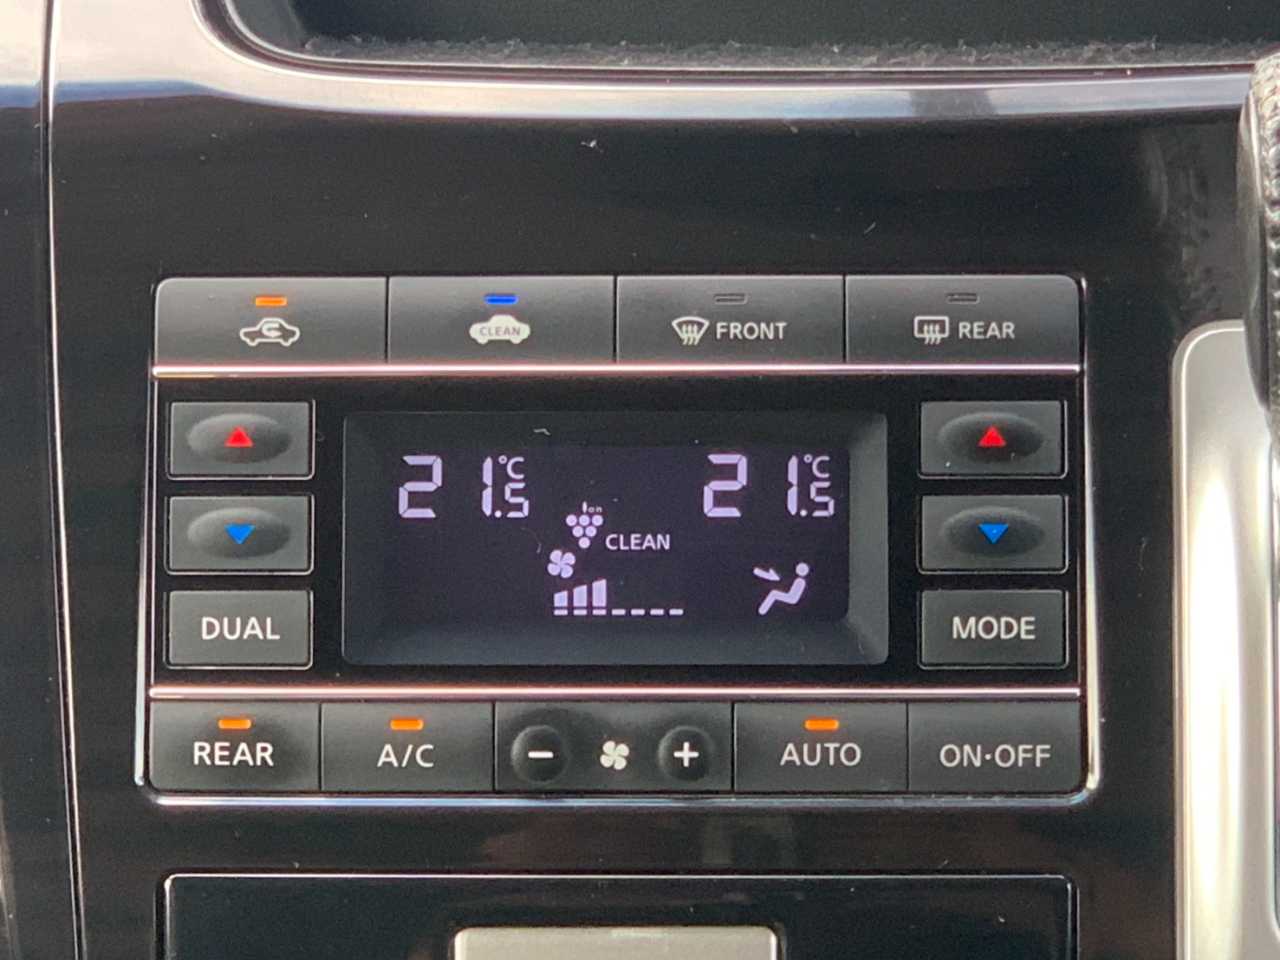 CLEAN FRONT REAR
21.5°C 21.5°C
ion
CLEAN
DUAL MODE
REAR A/C - + AUTO ON·OFF